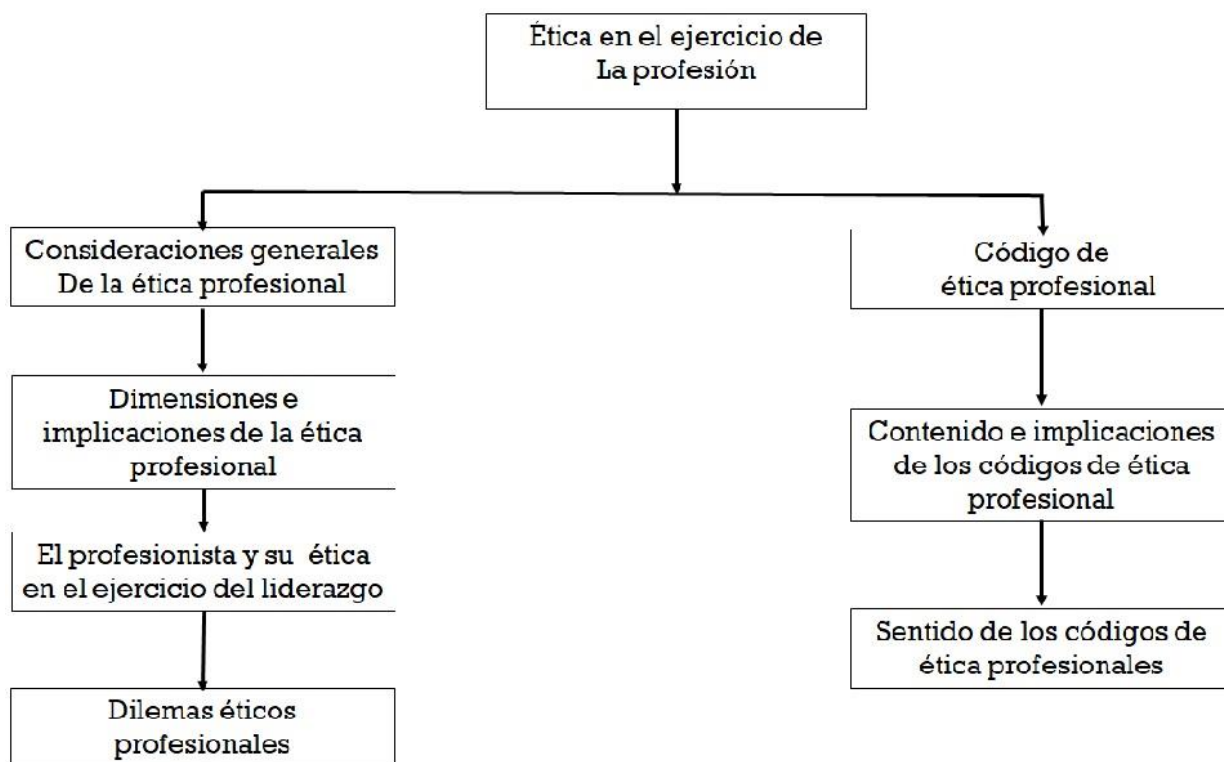 Ética en el ejercicio de
La profesión
Consideraciones generales
De la ética profesional
Dimensiones e
implicaciones de la ética
profesional
El profesionista y su ética
en el ejercicio del liderazgo
Dilemas éticos
profesionales
Código de
ética profesional
Contenido e implicaciones
de los códigos de ética
profesional
Sentido de los códigos de
ética profesionales